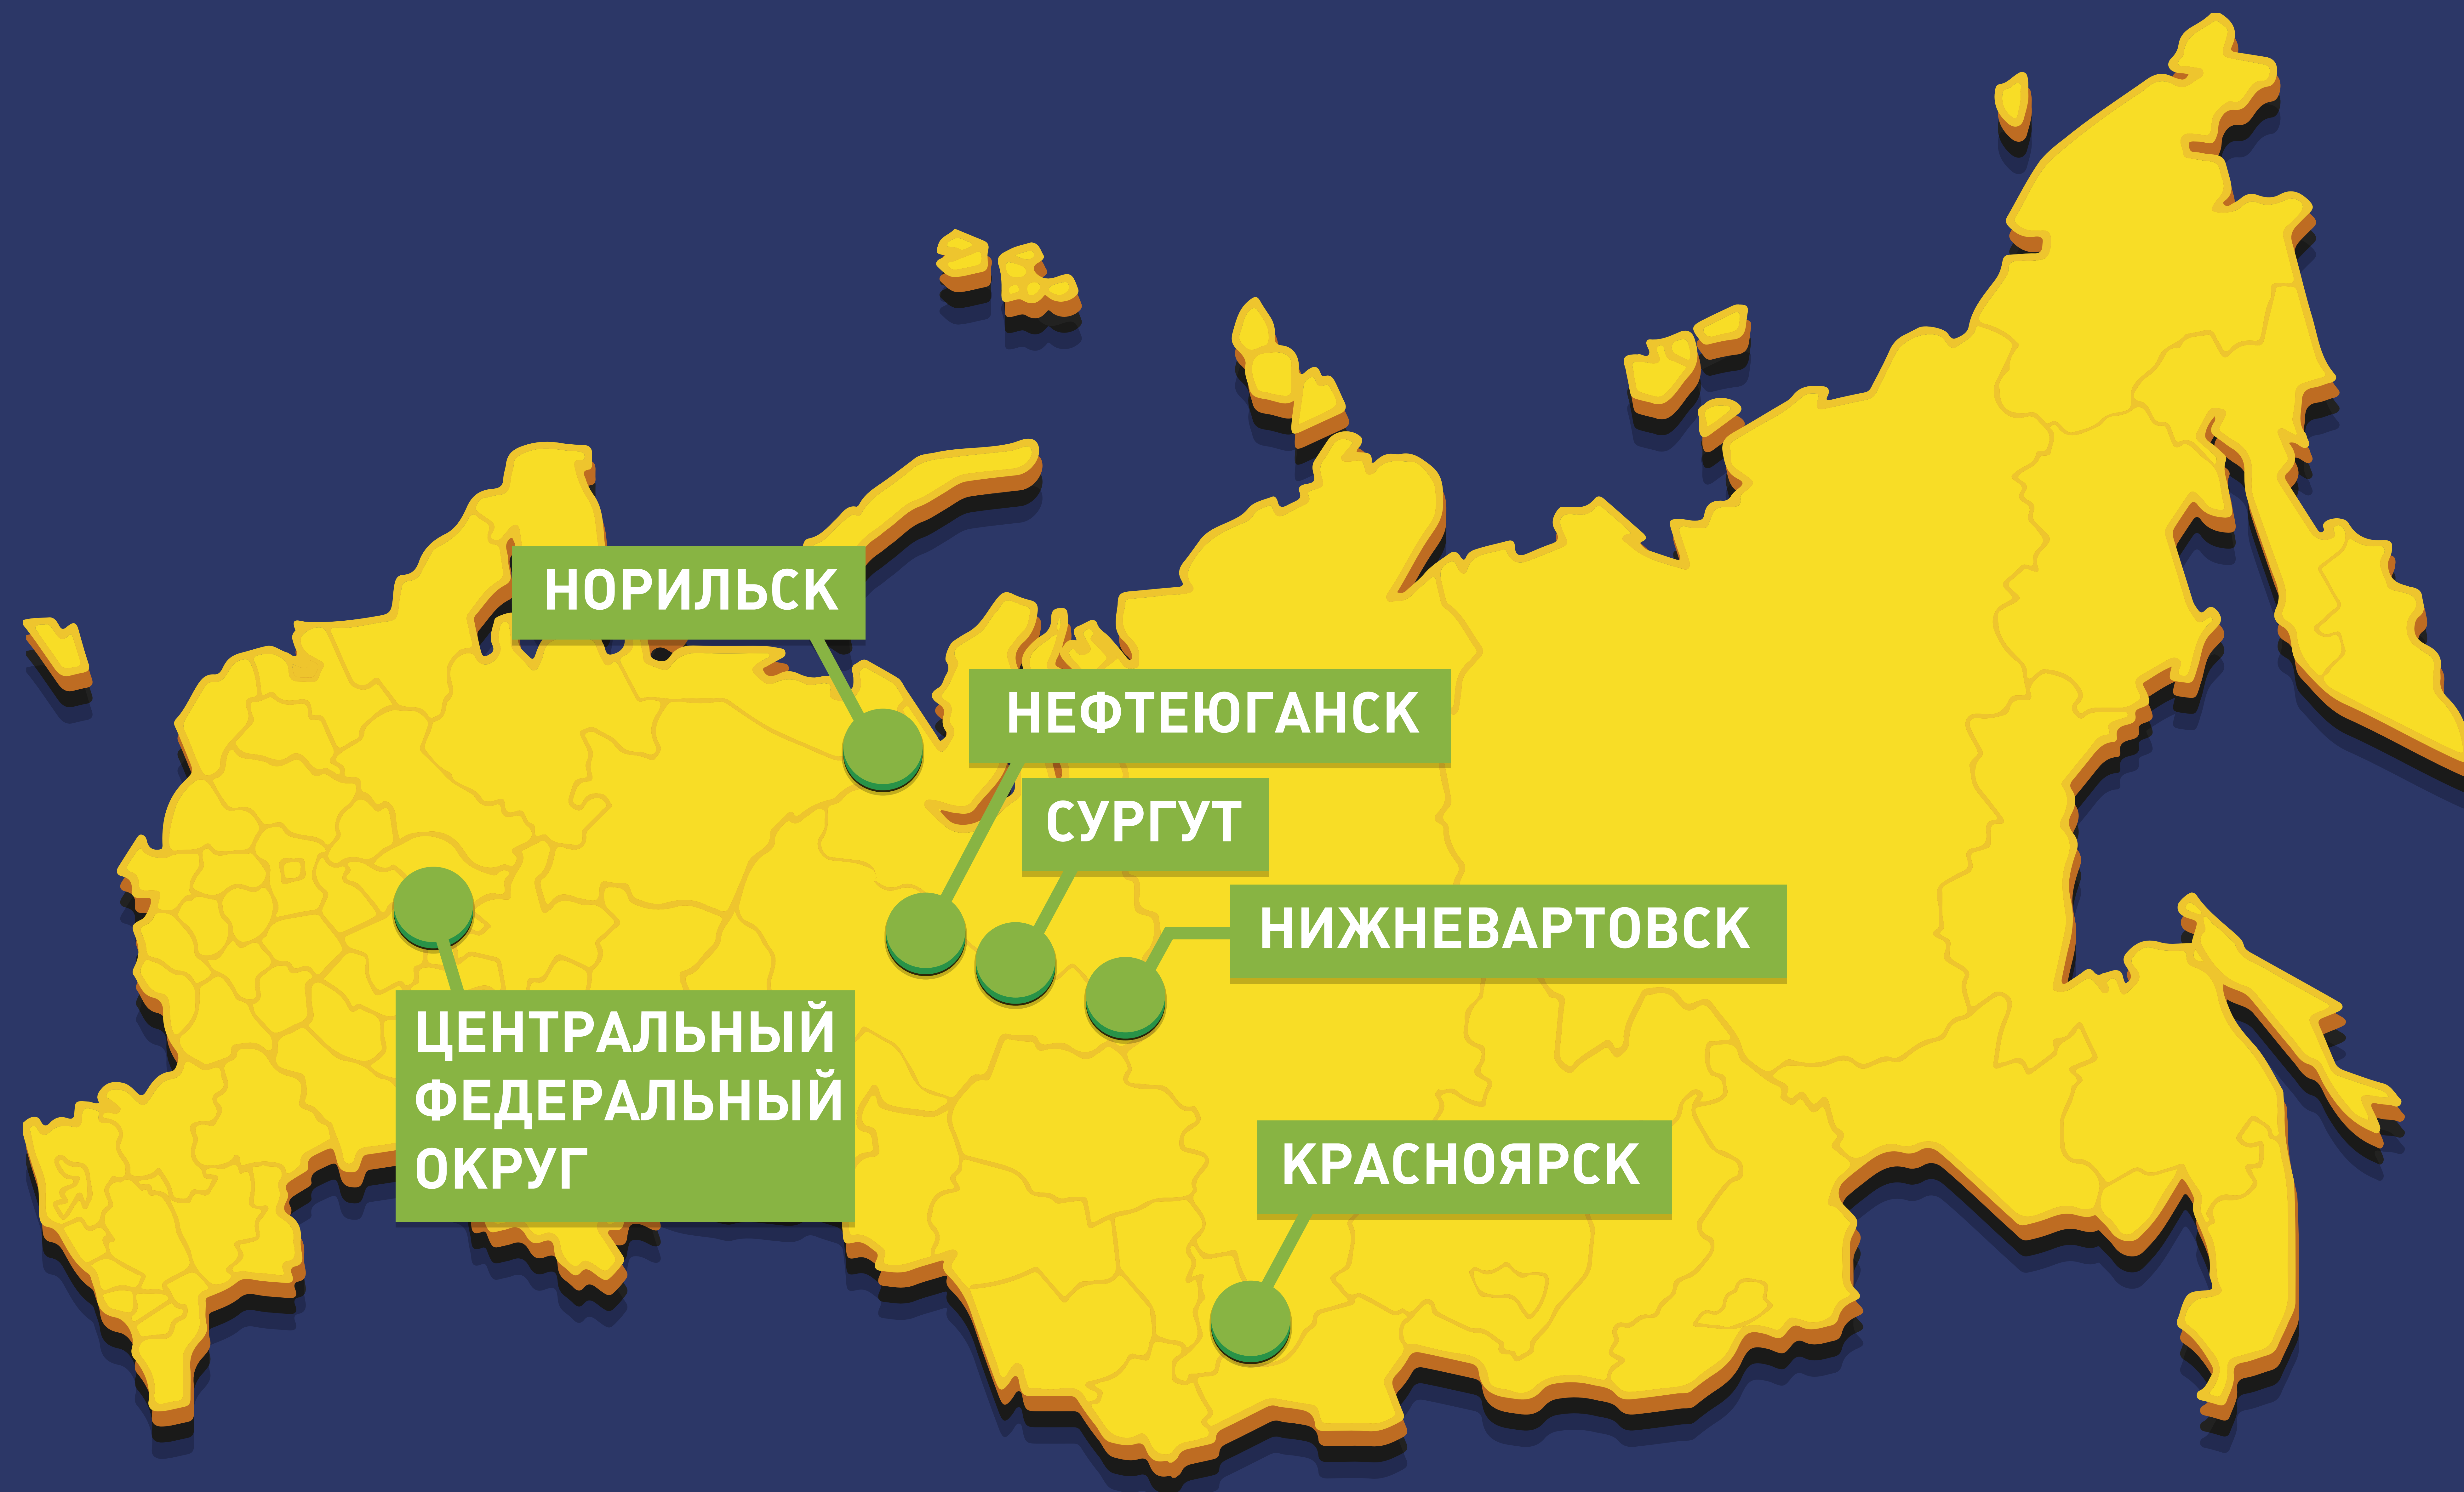 НОРИЛЬСК
НЕФТЕЮГАНСК
СУРГУТ
НИЖНЕВАРТОВСК
ЦЕНТРАЛЬНЫЙ
ФЕДЕРАЛЬНЫЙ
ОКРУГ
КРАСНОЯРСК